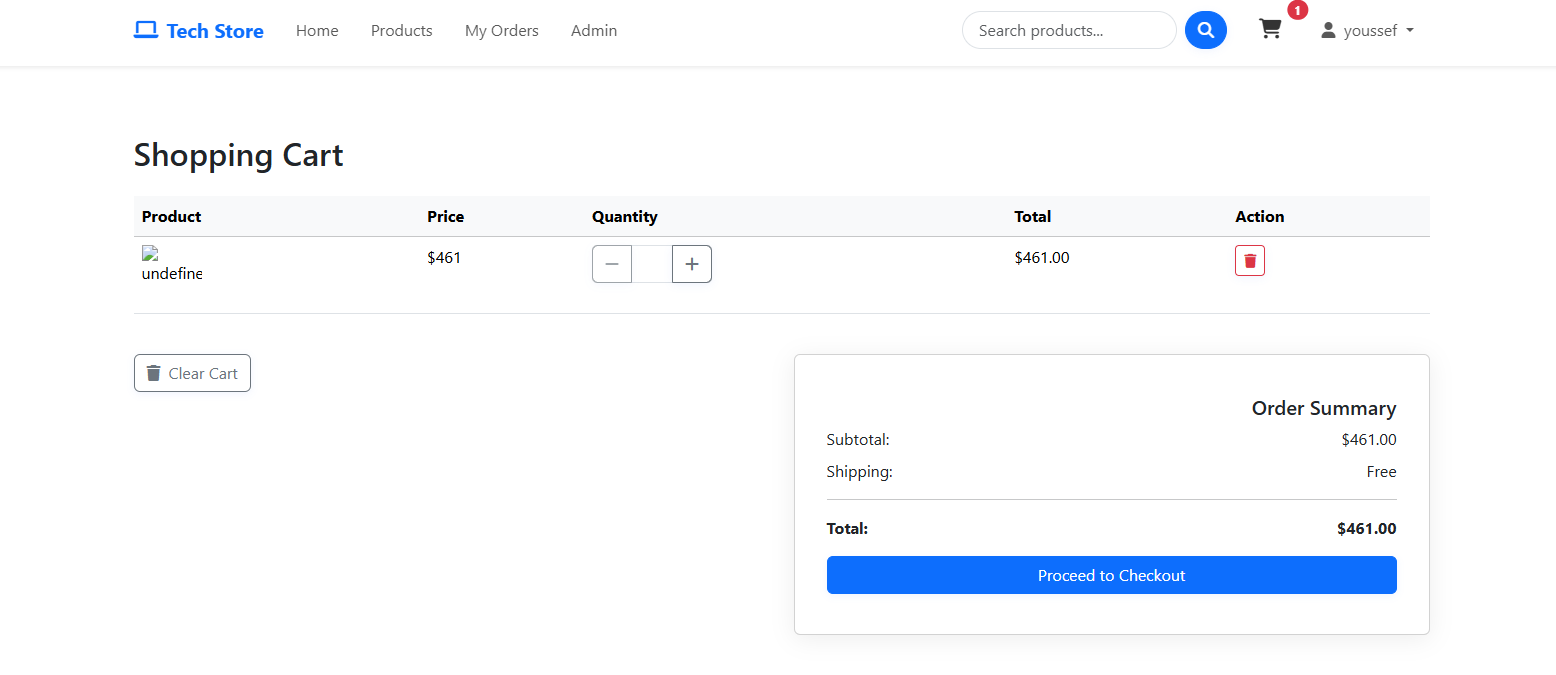 Tech Store Home Products My Orders Admin Search products... 1 youssef
Shopping Cart
Product Price Quantity Total Action
undefine $461 − + $461.00
Clear Cart
Order Summary
Subtotal: $461.00
Shipping: Free
Total: $461.00
Proceed to Checkout